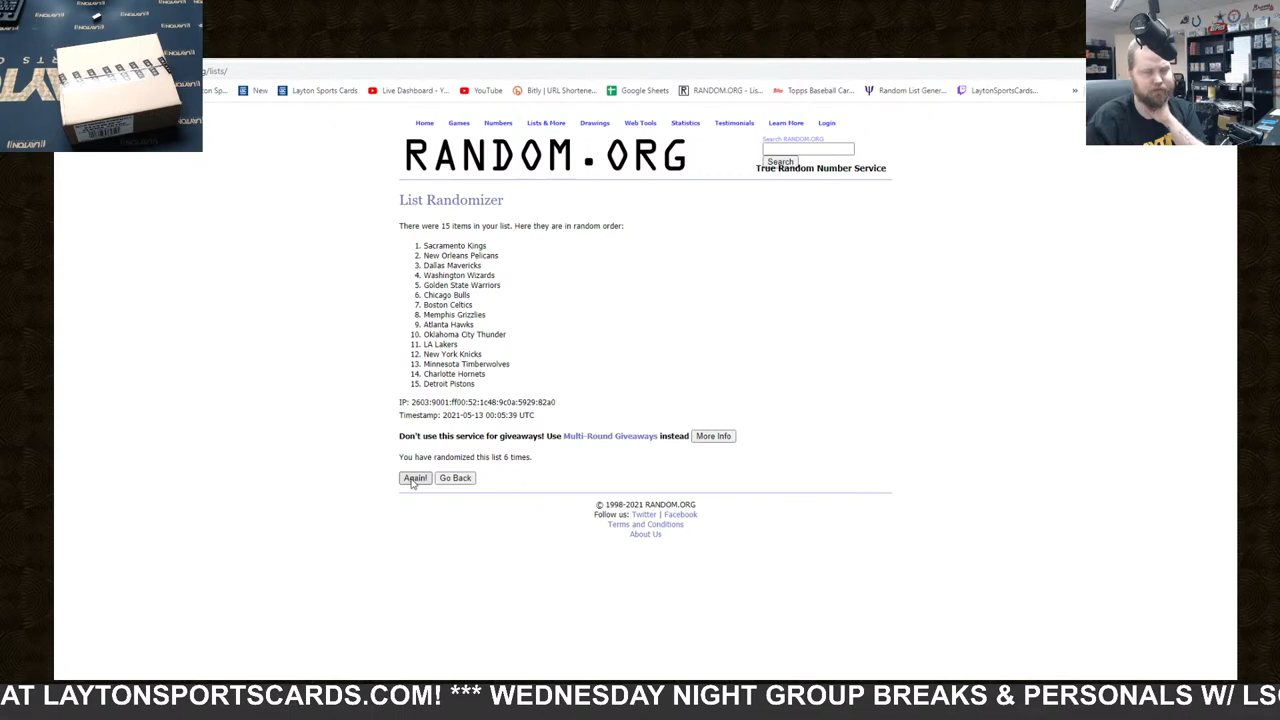 g/lists/
yton Sp... New Layton Sports Cards Live Dashboard - Y... YouTube Bitly | URL Shortene... Google Sheets RANDOM.ORG - Lis... Topps Baseball Car... Random List Gener... LaytonSportsCards... »
Home Games Numbers Lists & More Drawings Web Tools Statistics Testimonials Learn More Login
Search RANDOM.ORG
RANDOM.ORG
Search
True Random Number Service
List Randomizer
There were 15 items in your list. Here they are in random order:
1. Sacramento Kings
2. New Orleans Pelicans
3. Dallas Mavericks
4. Washington Wizards
5. Golden State Warriors
6. Chicago Bulls
7. Boston Celtics
8. Memphis Grizzlies
9. Atlanta Hawks
10. Oklahoma City Thunder
11. LA Lakers
12. New York Knicks
13. Minnesota Timberwolves
14. Charlotte Hornets
15. Detroit Pistons
IP: 2603:9001:ff00:52:1c48:9c0a:5929:82a0
Timestamp: 2021-05-13 00:05:39 UTC
Don't use this service for giveaways! Use Multi-Round Giveaways instead More Info
You have randomized this list 6 times.
Again! Go Back
© 1998-2021 RANDOM.ORG
Follow us: Twitter | Facebook
Terms and Conditions
About Us
AT LAYTONSPORTSCARDS.COM! *** WEDNESDAY NIGHT GROUP BREAKS & PERSONALS W/ LS